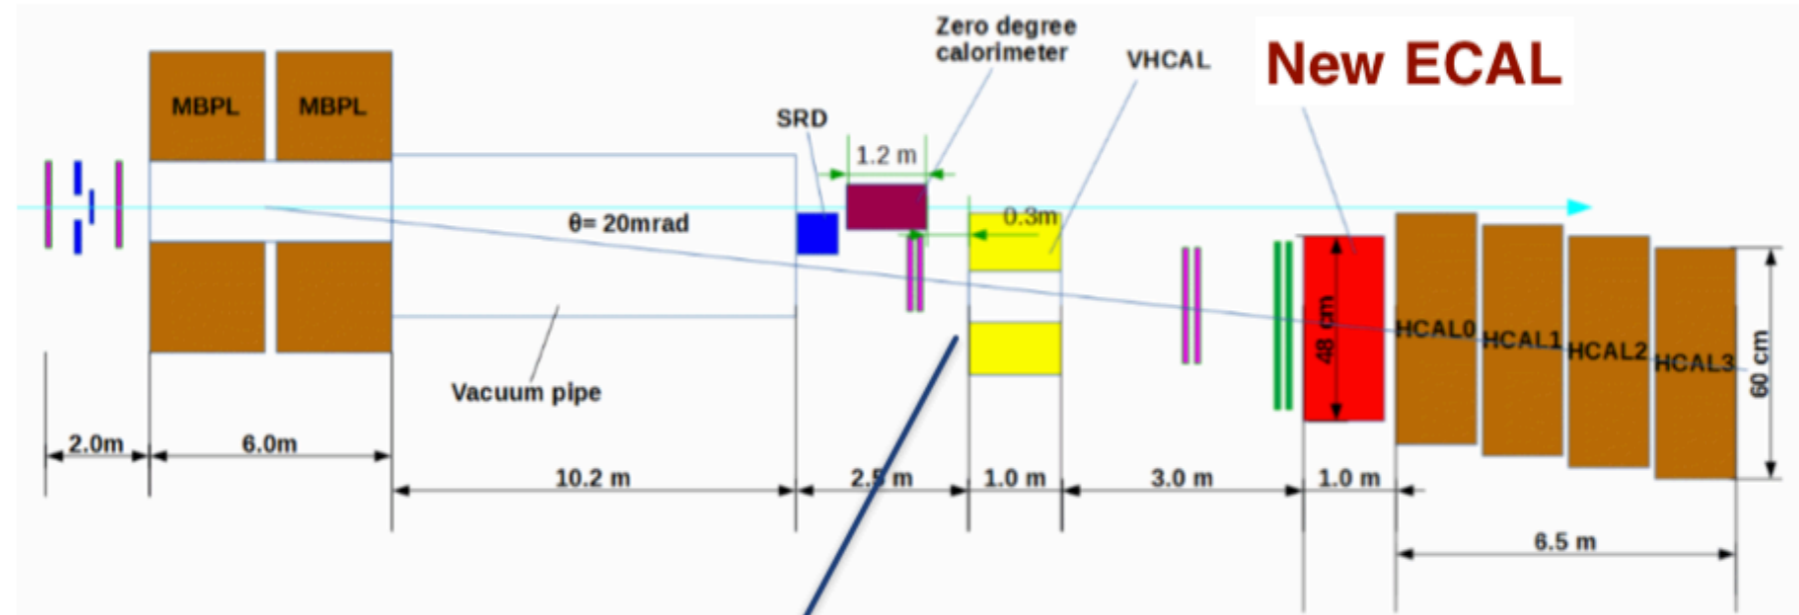 Zero degree
calorimeter
VHCAL
New ECAL
MBPL
MBPL
SRD
1.2 m
θ= 20mrad
0.3m
48 cm
HCAL0
HCAL1
HCAL2
HCAL3
60 cm
Vacuum pipe
2.0m
6.0m
10.2 m
2.5 m
1.0 m
3.0 m
1.0 m
6.5 m